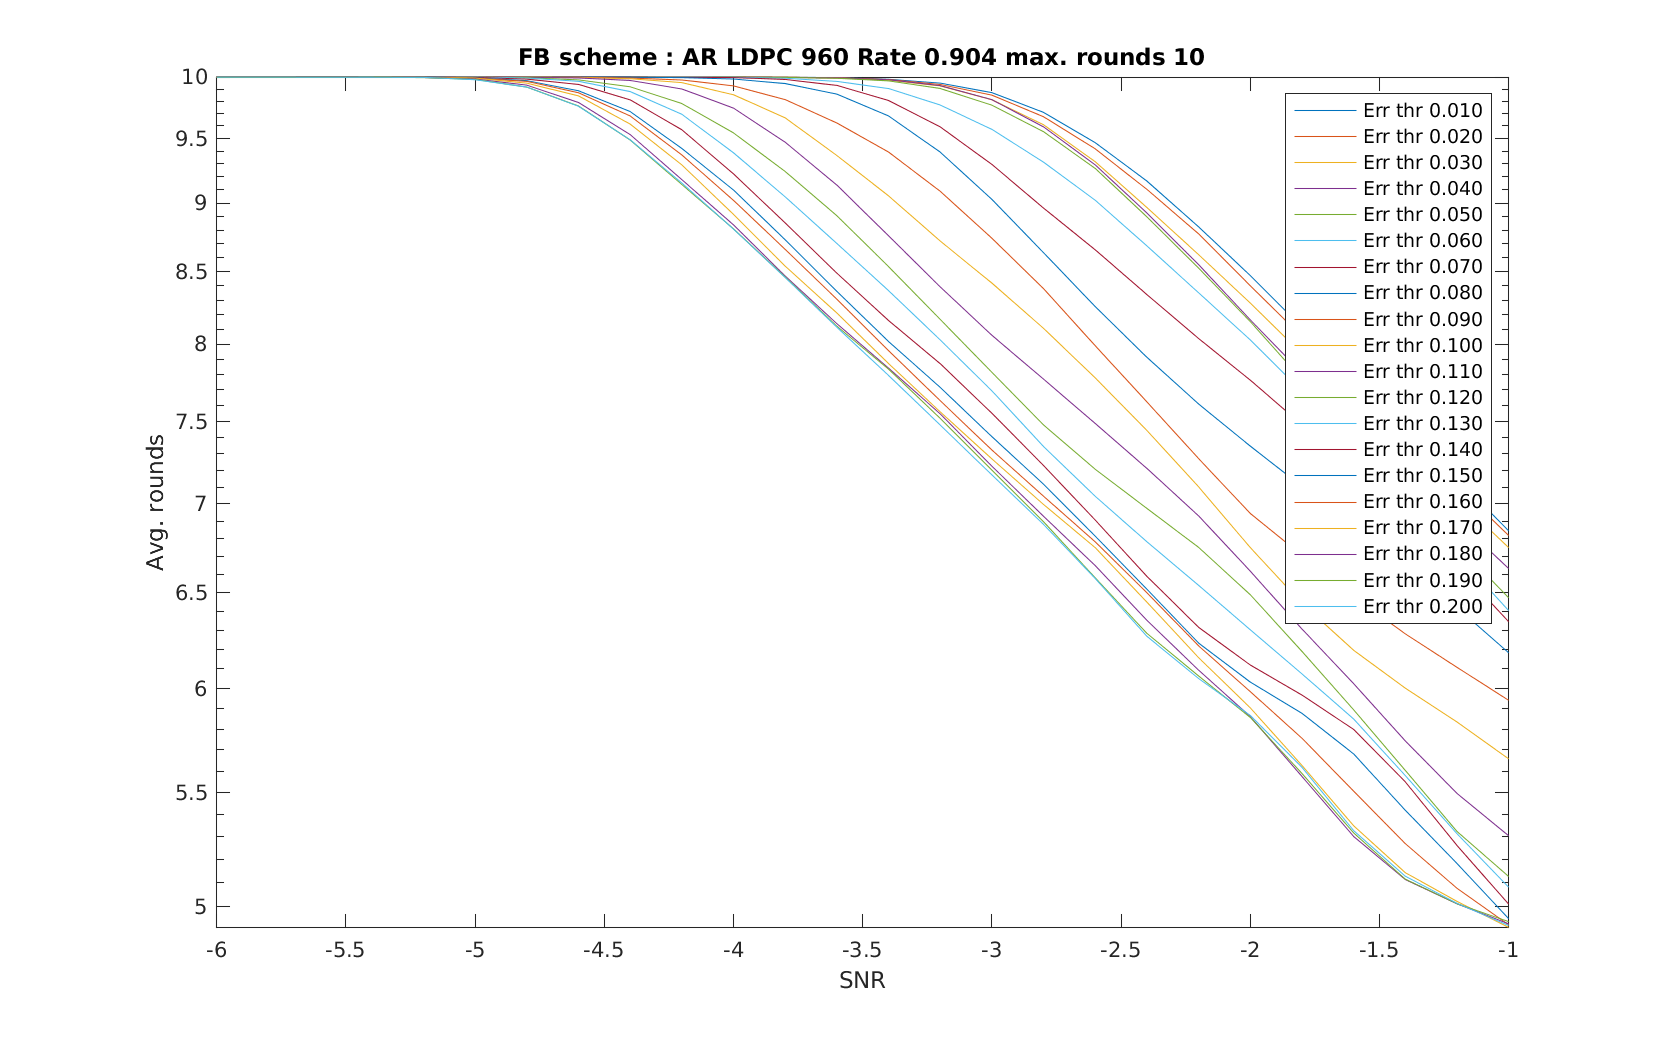 FB scheme : AR LDPC 960 Rate 0.904 max. rounds 10
10
9.5
9
8.5
8
7.5
7
6.5
6
5.5
5
Avg. rounds
Err thr 0.010
Err thr 0.020
Err thr 0.030
Err thr 0.040
Err thr 0.050
Err thr 0.060
Err thr 0.070
Err thr 0.080
Err thr 0.090
Err thr 0.100
Err thr 0.110
Err thr 0.120
Err thr 0.130
Err thr 0.140
Err thr 0.150
Err thr 0.160
Err thr 0.170
Err thr 0.180
Err thr 0.190
Err thr 0.200
-6 -5.5 -5 -4.5 -4 -3.5 -3 -2.5 -2 -1.5 -1
SNR